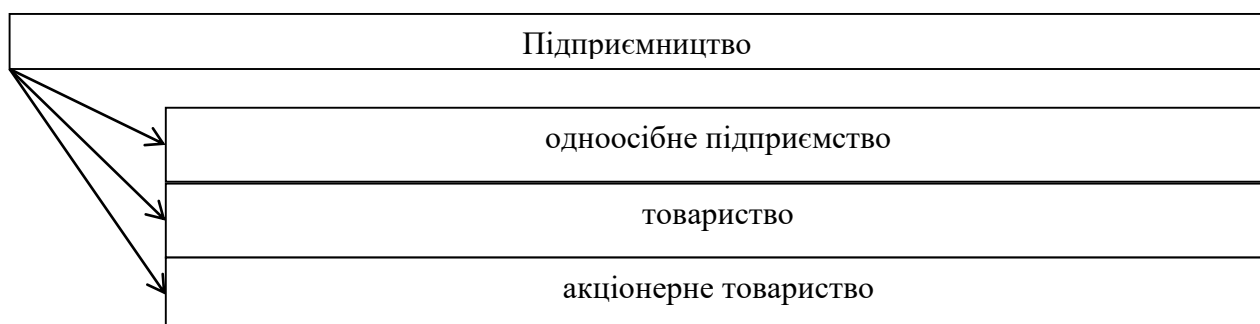 Підприємництво
одноосібне підприємство
товариство
акціонерне товариство